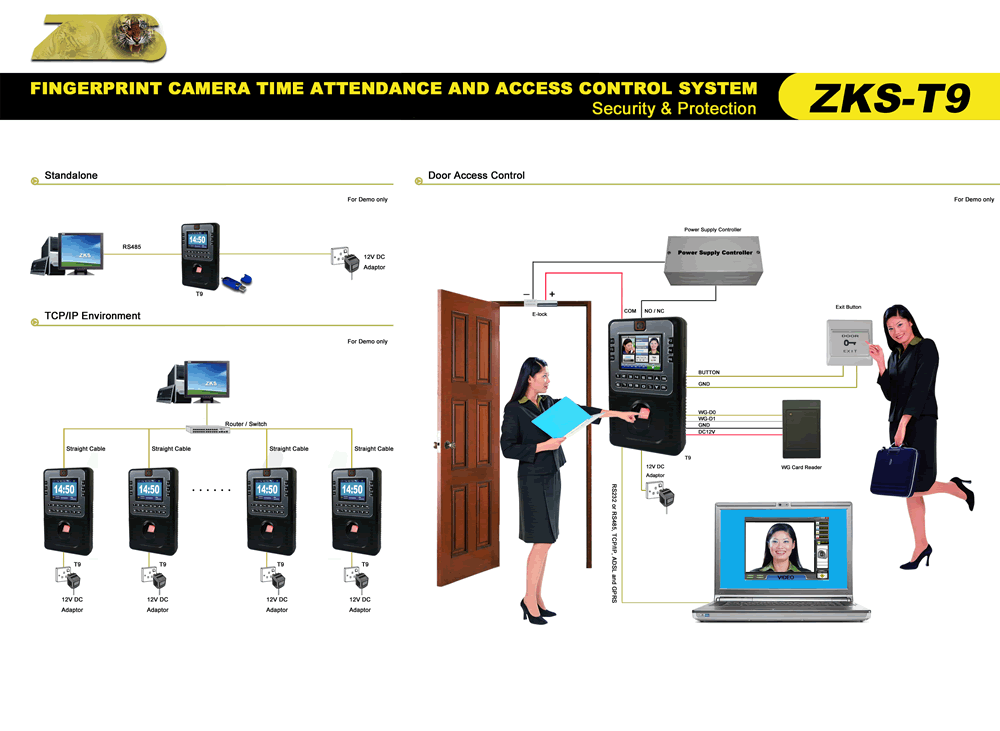 ZKS
FINGERPRINT CAMERA TIME ATTENDANCE AND ACCESS CONTROL SYSTEM
Security & Protection
ZKS-T9
Standalone
For Demo only
RS485
ZKS
14:50
T9
12V DC
Adaptor
TCP/IP Environment
For Demo only
ZKS
Router / Switch
Straight Cable
Straight Cable
Straight Cable
Straight Cable
14:50
14:50
......
14:50
14:50
T9
T9
T9
T9
12V DC
Adaptor
12V DC
Adaptor
12V DC
Adaptor
12V DC
Adaptor
Door Access Control
For Demo only
Power Supply Controller
Power Supply Controller
— +
E-lock
COM
NO / NC
Exit Button
DOOR
EXIT
BUTTON
GND
WG-D0
WG-D1
GND
DC12V
WG Card Reader
T9
12V DC
Adaptor
RS232 or RS485, TCP/IP, ADSL and GPRS
VIDEO